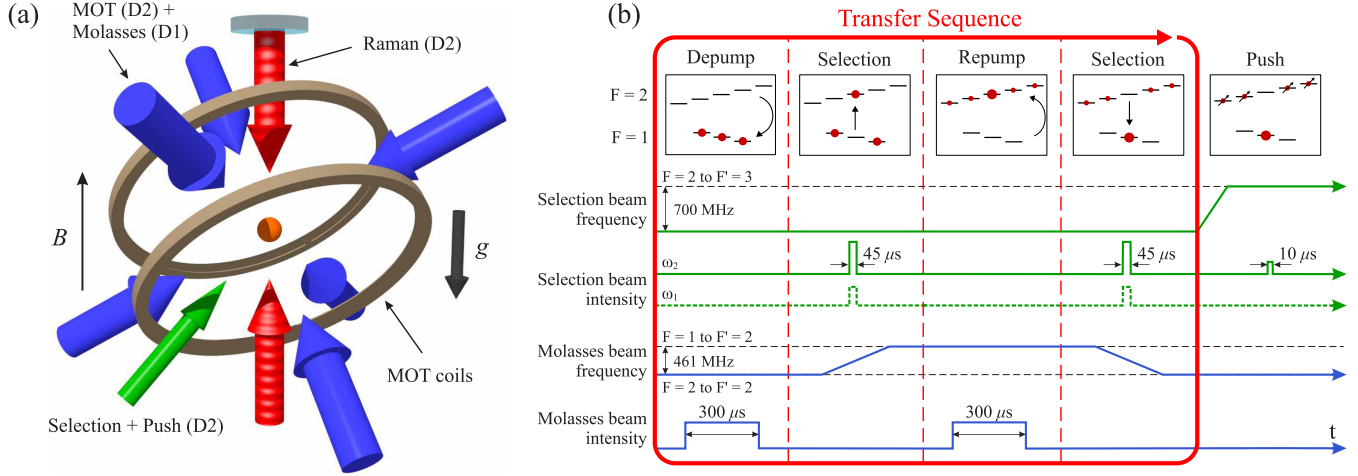 (a)
MOT (D2) +
Molasses (D1)
Raman (D2)
B
g
MOT coils
Selection + Push (D2)
(b)
Transfer Sequence
Depump
Selection
Repump
Selection
Push
F = 2
F = 1
F = 2 to F' = 3
Selection beam
frequency
700 MHz
ω₂
45 μs
45 μs
10 μs
Selection beam
intensity
ω₁
F = 1 to F' = 2
Molasses beam
frequency
461 MHz
F = 2 to F' = 2
Molasses beam
intensity
300 μs
300 μs
t